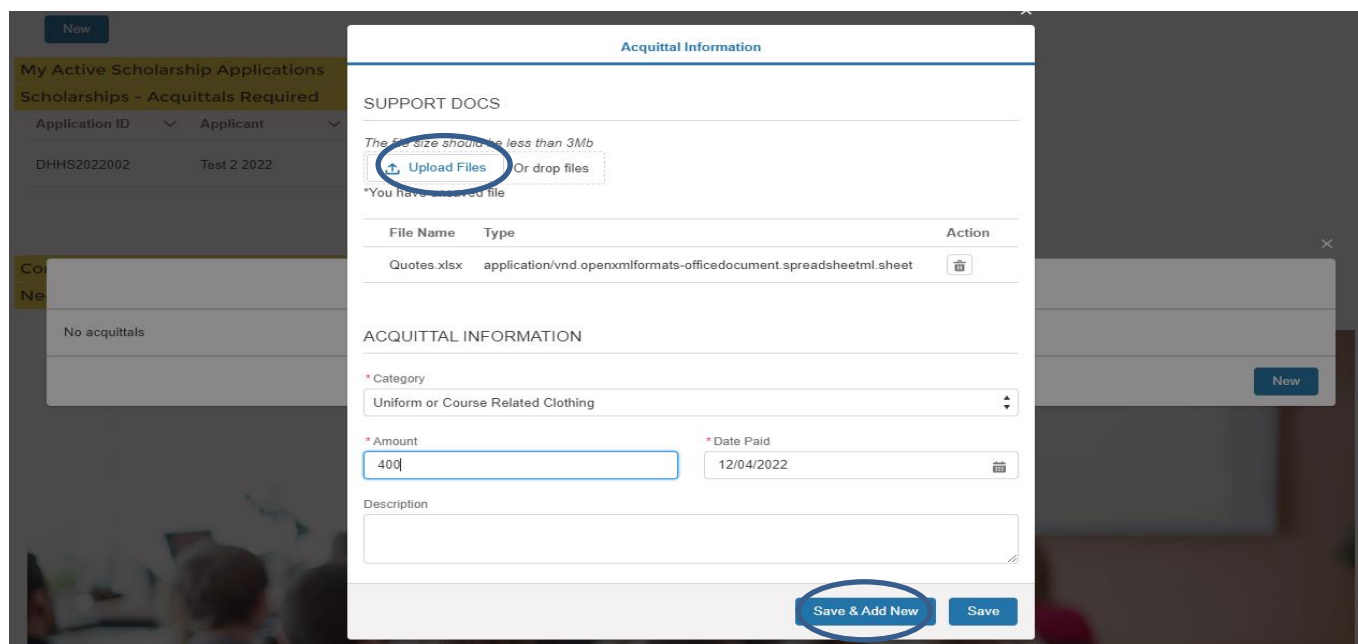 New
My Active Scholarship Applications
Scholarships - Acquittals Required
Application ID Applicant
DHHS2022002 Test 2 2022
No acquittals
New
Acquittal Information
SUPPORT DOCS
The file size should be less than 3Mb
Upload Files Or drop files
*You have unsaved file
File Name Type Action
Quotes.xlsx application/vnd.openxmlformats-officedocument.spreadsheetml.sheet
ACQUITTAL INFORMATION
* Category
Uniform or Course Related Clothing
* Amount * Date Paid
400 12/04/2022
Description
Save & Add New Save